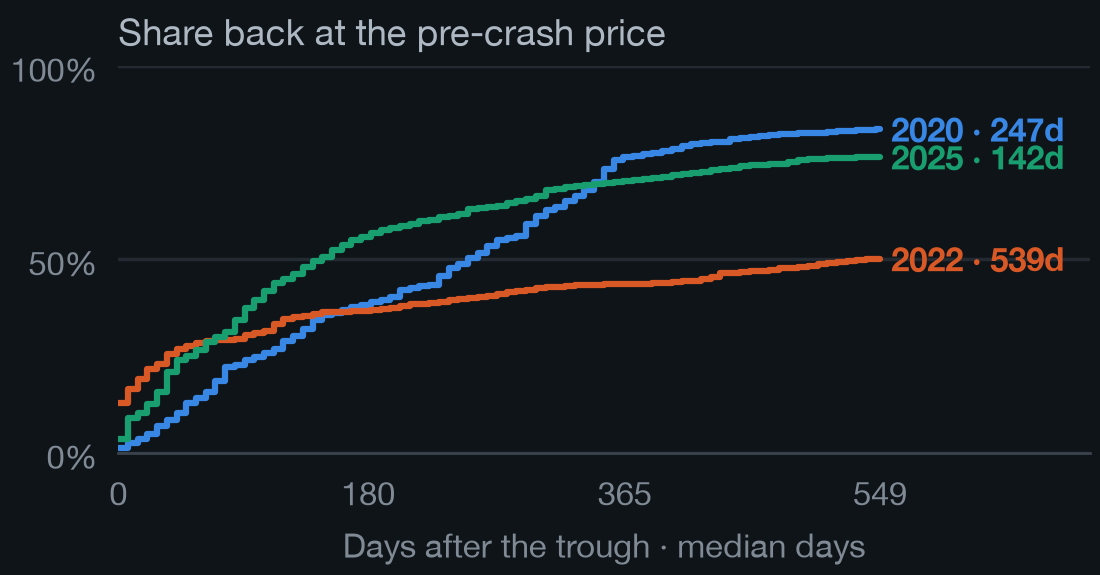 Share back at the pre-crash price
100%
2020 · 247d
2025 · 142d
50%
2022 · 539d
0%
0 180 365 549
Days after the trough · median days